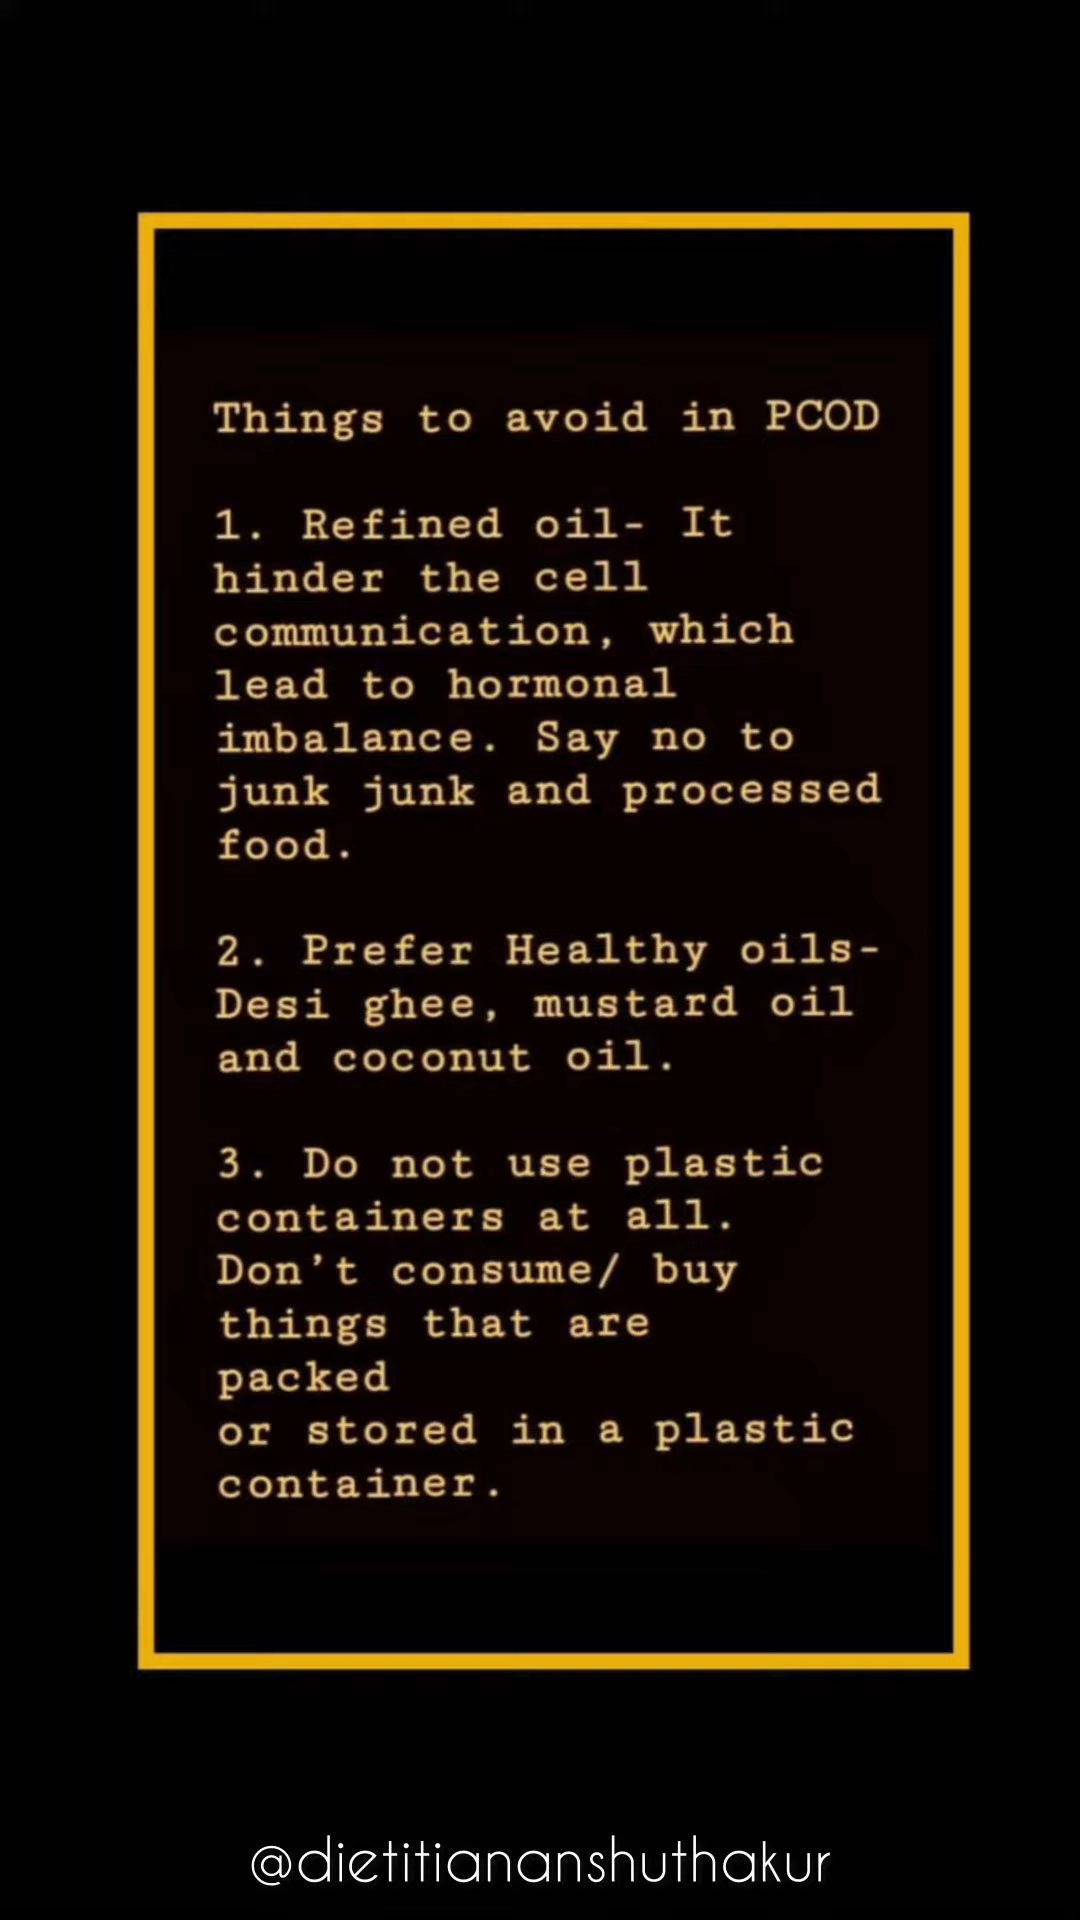 Things to avoid in PCOD
1. Refined oil- It
hinder the cell
communication, which
lead to hormonal
imbalance. Say no to
junk junk and processed
food.
2. Prefer Healthy oils-
Desi ghee, mustard oil
and coconut oil.
3. Do not use plastic
containers at all.
Don’t consume/ buy
things that are
packed
or stored in a plastic
container.
@dietitiananshuthakur